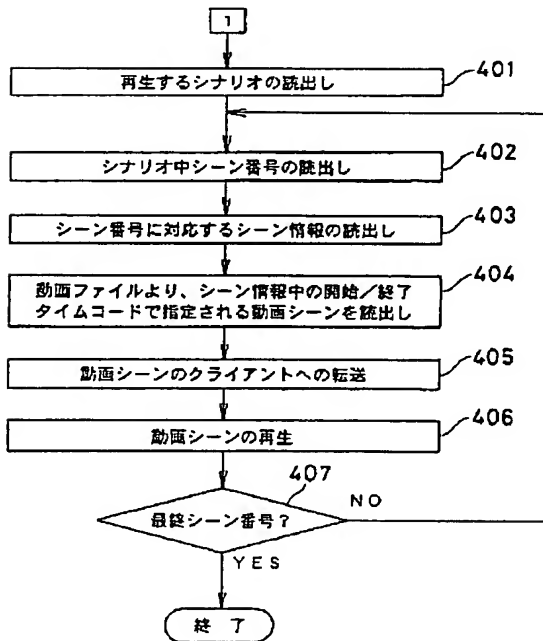 1
再生するシナリオの読出し
401
シナリオ中シーン番号の読出し
402
シーン番号に対応するシーン情報の読出し
403
動画ファイルより、シーン情報中の開始/終了
タイムコードで指定される動画シーンを読出し
404
動画シーンのクライアントへの転送
405
動画シーンの再生
406
407
最終シーン番号?
NO
YES
終了